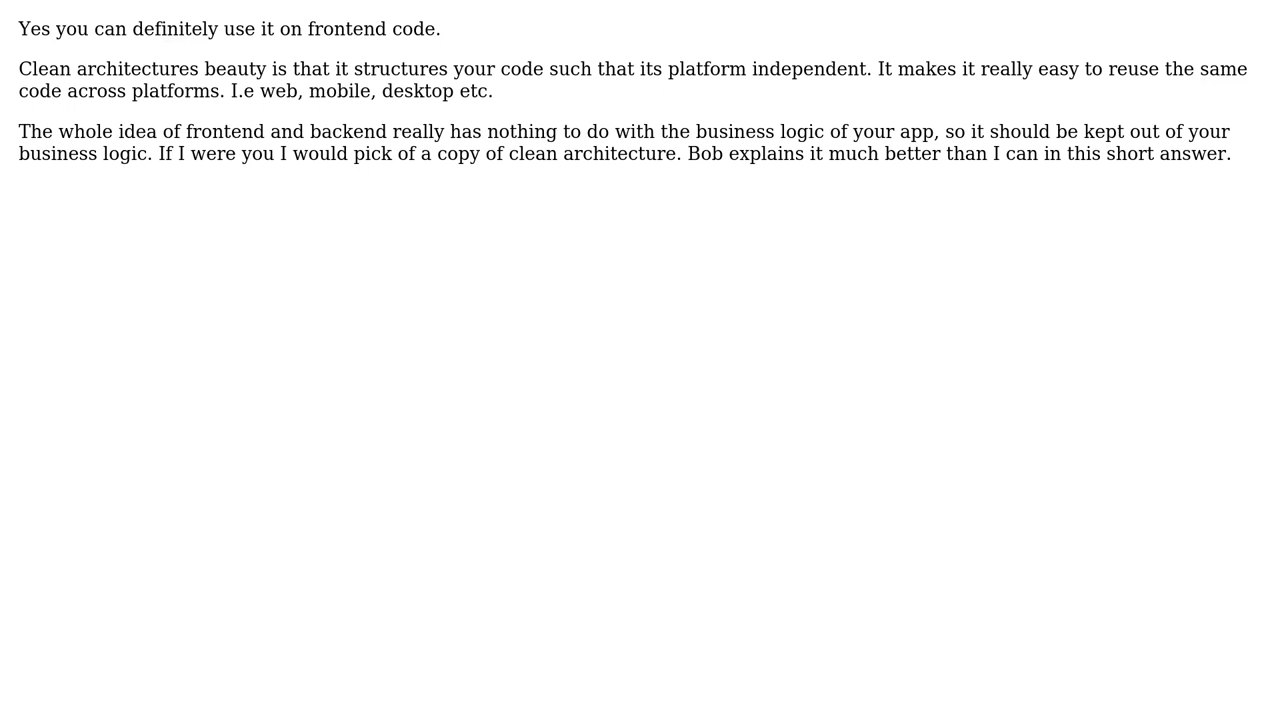 Yes you can definitely use it on frontend code.
Clean architectures beauty is that it structures your code such that its platform independent. It makes it really easy to reuse the same
code across platforms. I.e web, mobile, desktop etc.
The whole idea of frontend and backend really has nothing to do with the business logic of your app, so it should be kept out of your
business logic. If I were you I would pick of a copy of clean architecture. Bob explains it much better than I can in this short answer.